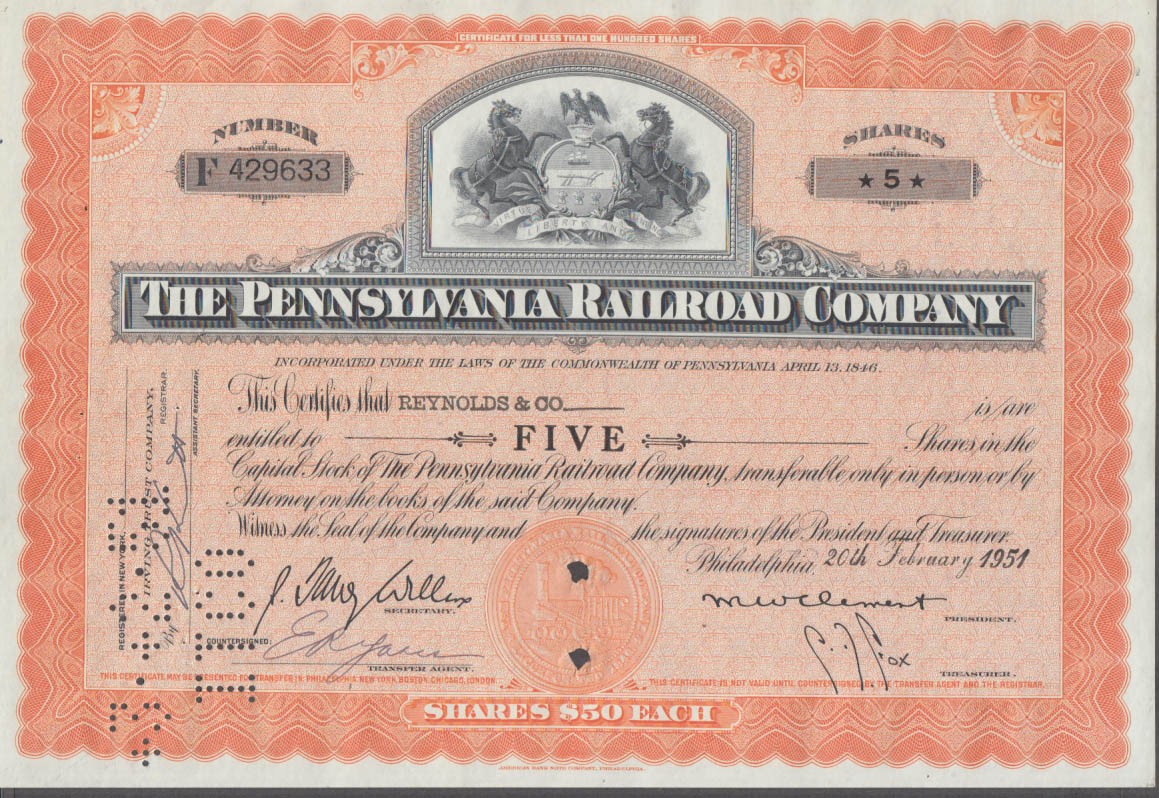 CERTIFICATE FOR LESS THAN ONE HUNDRED SHARES
NUMBER
F 429633
SHARES
★ 5 ★
VIRTUE LIBERTY AND
THE PENNSYLVANIA RAILROAD COMPANY
INCORPORATED UNDER THE LAWS OF THE COMMONWEALTH OF PENNSYLVANIA APRIL 13, 1846.
This Certifies that REYNOLDS & CO. is/are
entitled to FIVE Shares in the
Capital Stock of The Pennsylvania Railroad Company, transferable only in person or by
Attorney on the books of the said Company.
Witness the Seal of the Company and the signatures of the President and Treasurer.
Philadelphia 20th February 1951
REGISTERED IN NEW YORK.
IRVING TRUST COMPANY,
REGISTRAR.
By
ASSISTANT SECRETARY.
SECRETARY.
COUNTERSIGNED:
TRANSFER AGENT.
M W Clement
PRESIDENT.
TREASURER.
THIS CERTIFICATE MAY BE PRESENTED FOR TRANSFER IN PHILADELPHIA, NEW YORK, BOSTON, CHICAGO, LONDON.
THIS CERTIFICATE IS NOT VALID UNTIL COUNTERSIGNED BY THE TRANSFER AGENT AND THE REGISTRAR.
SHARES $50 EACH
AMERICAN BANK NOTE COMPANY, PHILADELPHIA.